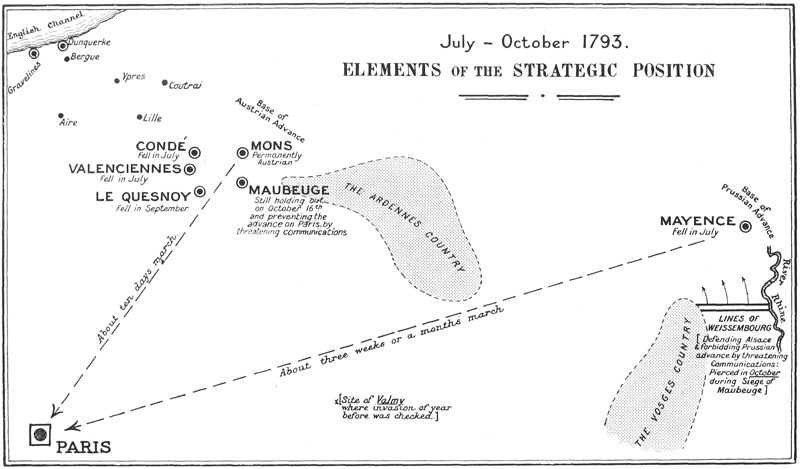 July – October 1793.
ELEMENTS OF THE STRATEGIC POSITION
English Channel
Dunquerke
Bergue
Gravelines
Ypres
Coutrai
Aire
Lille
Base of
Austrian Advance
CONDÉ
Fell in July
MONS
Permanently
Austrian
VALENCIENNES
Fell in July
LE QUESNOY
Fell in September
MAUBEUGE
Still holding out
on October 16th
and preventing the
advance on Paris by
threatening communications.
THE ARDENNES COUNTRY
Base of
Prussian Advance
MAYENCE
Fell in July
River Rhine
LINES OF
WEISSEMBOURG
[Defending Alsace
& forbidding Prussian
advance by threatening
Communications:
Pierced in October
during Siege of
Maubeuge]
THE VOSGES COUNTRY
About ten days march
About three weeks or a months march
x[Site of Valmy
where invasion of year
before was checked.]
PARIS